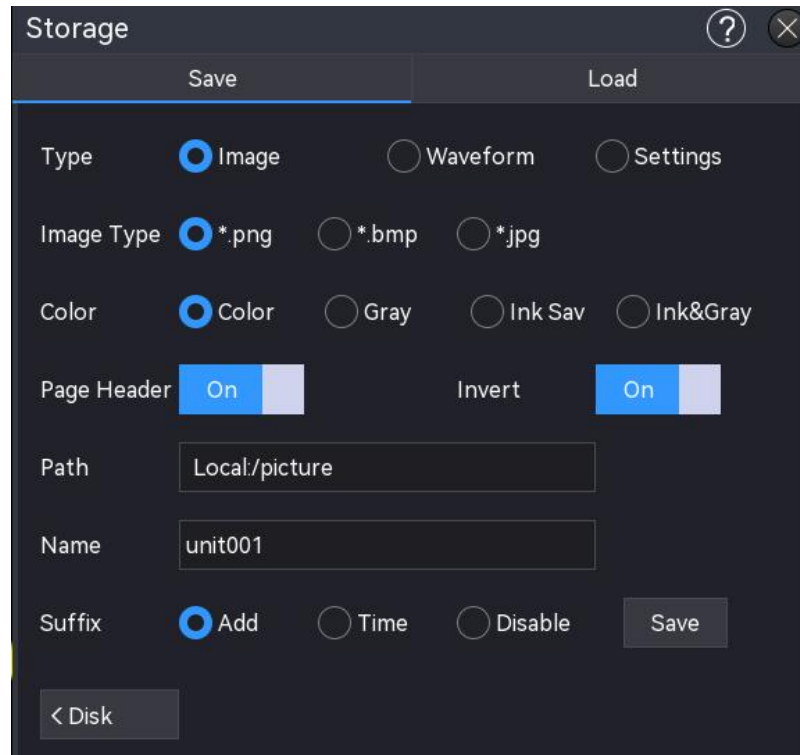 Storage ?
Save Load
Type Image Waveform Settings
Image Type *.png *.bmp *.jpg
Color Color Gray Ink Sav Ink&Gray
Page Header On Invert On
Path Local:/picture
Name unit001
Suffix Add Time Disable Save
< Disk